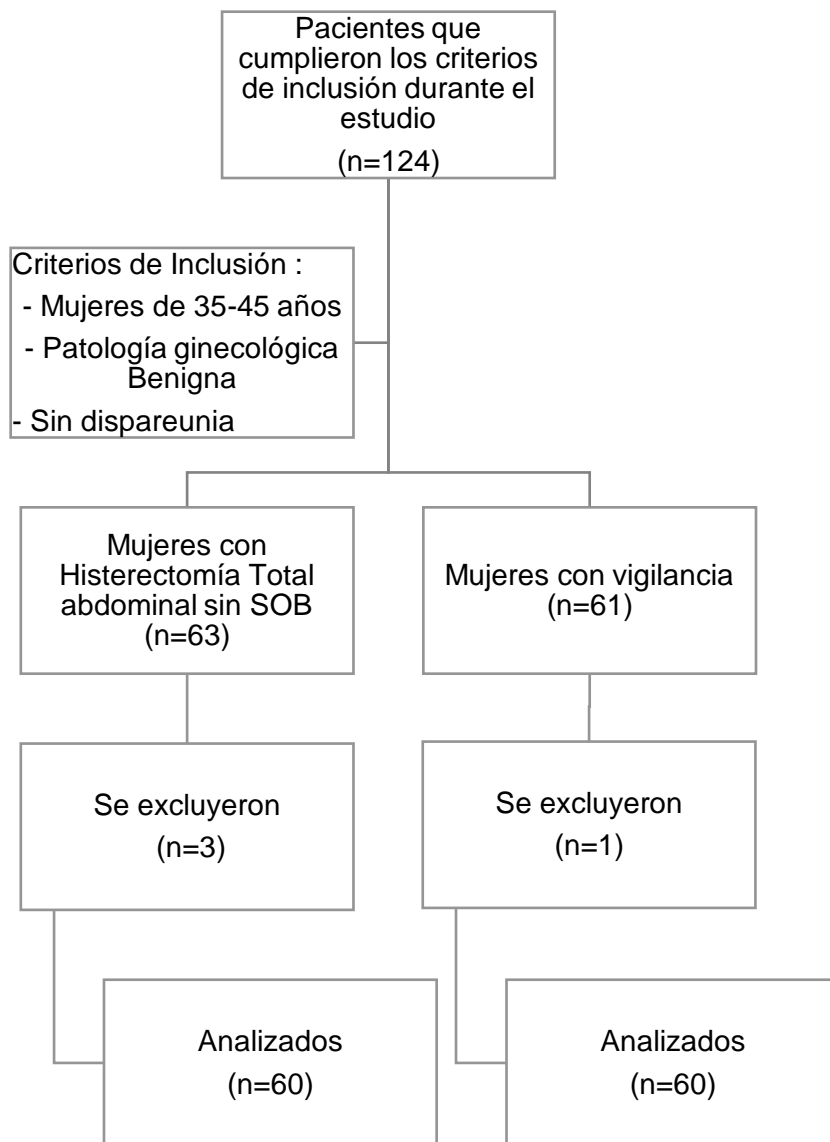 Pacientes que
cumplieron los criterios
de inclusión durante el
estudio
(n=124)
Criterios de Inclusión :
- Mujeres de 35-45 años
- Patología ginecológica
Benigna
- Sin dispareunia
Mujeres con
Histerectomía Total
abdominal sin SOB
(n=63)
Mujeres con vigilancia
(n=61)
Se excluyeron
(n=3)
Se excluyeron
(n=1)
Analizados
(n=60)
Analizados
(n=60)